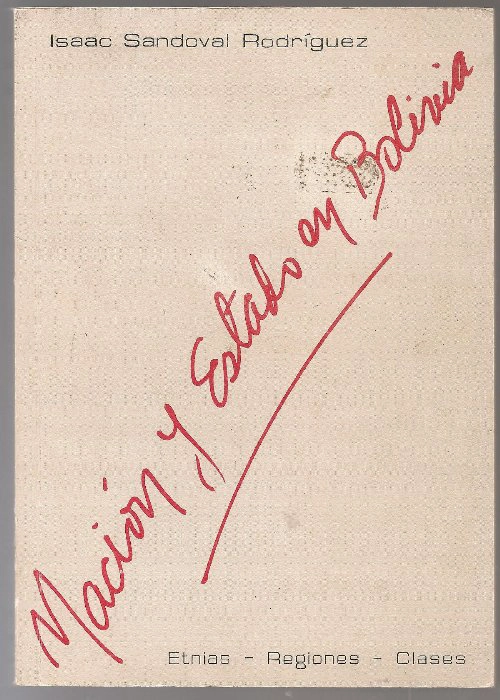 Isaac Sandoval Rodríguez
Nación y Estado en Bolivia
Etnias - Regiones - Clases